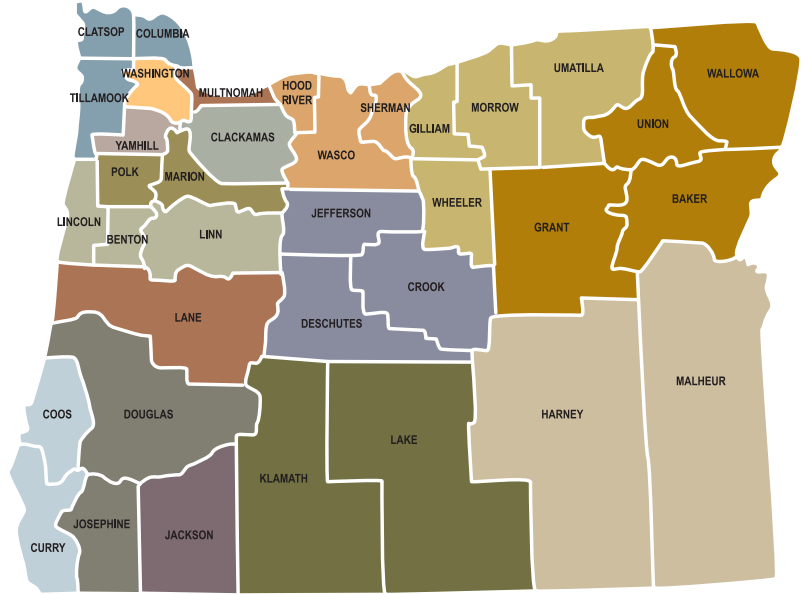 CLATSOP
COLUMBIA
TILLAMOOK
WASHINGTON
MULTNOMAH
HOOD
RIVER
SHERMAN
GILLIAM
MORROW
UMATILLA
WALLOWA
UNION
YAMHILL
CLACKAMAS
WASCO
POLK
MARION
JEFFERSON
WHEELER
GRANT
BAKER
LINCOLN
BENTON
LINN
CROOK
LANE
DESCHUTES
COOS
DOUGLAS
KLAMATH
LAKE
HARNEY
MALHEUR
CURRY
JOSEPHINE
JACKSON